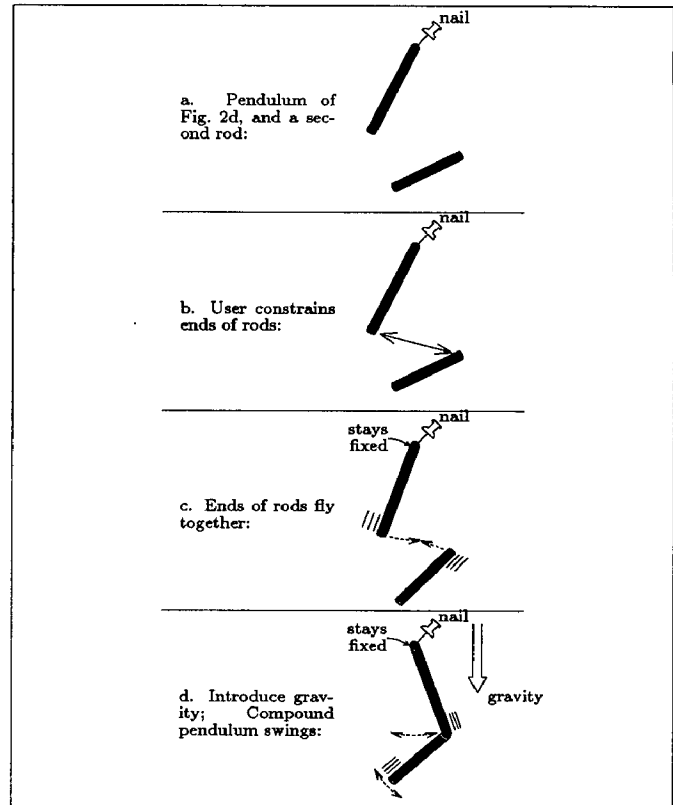 nail
a. Pendulum of
Fig. 2d, and a sec-
ond rod:
nail
b. User constrains
ends of rods:
nail
stays
fixed
c. Ends of rods fly
together:
nail
stays
fixed
gravity
d. Introduce grav-
ity; Compound
pendulum swings: